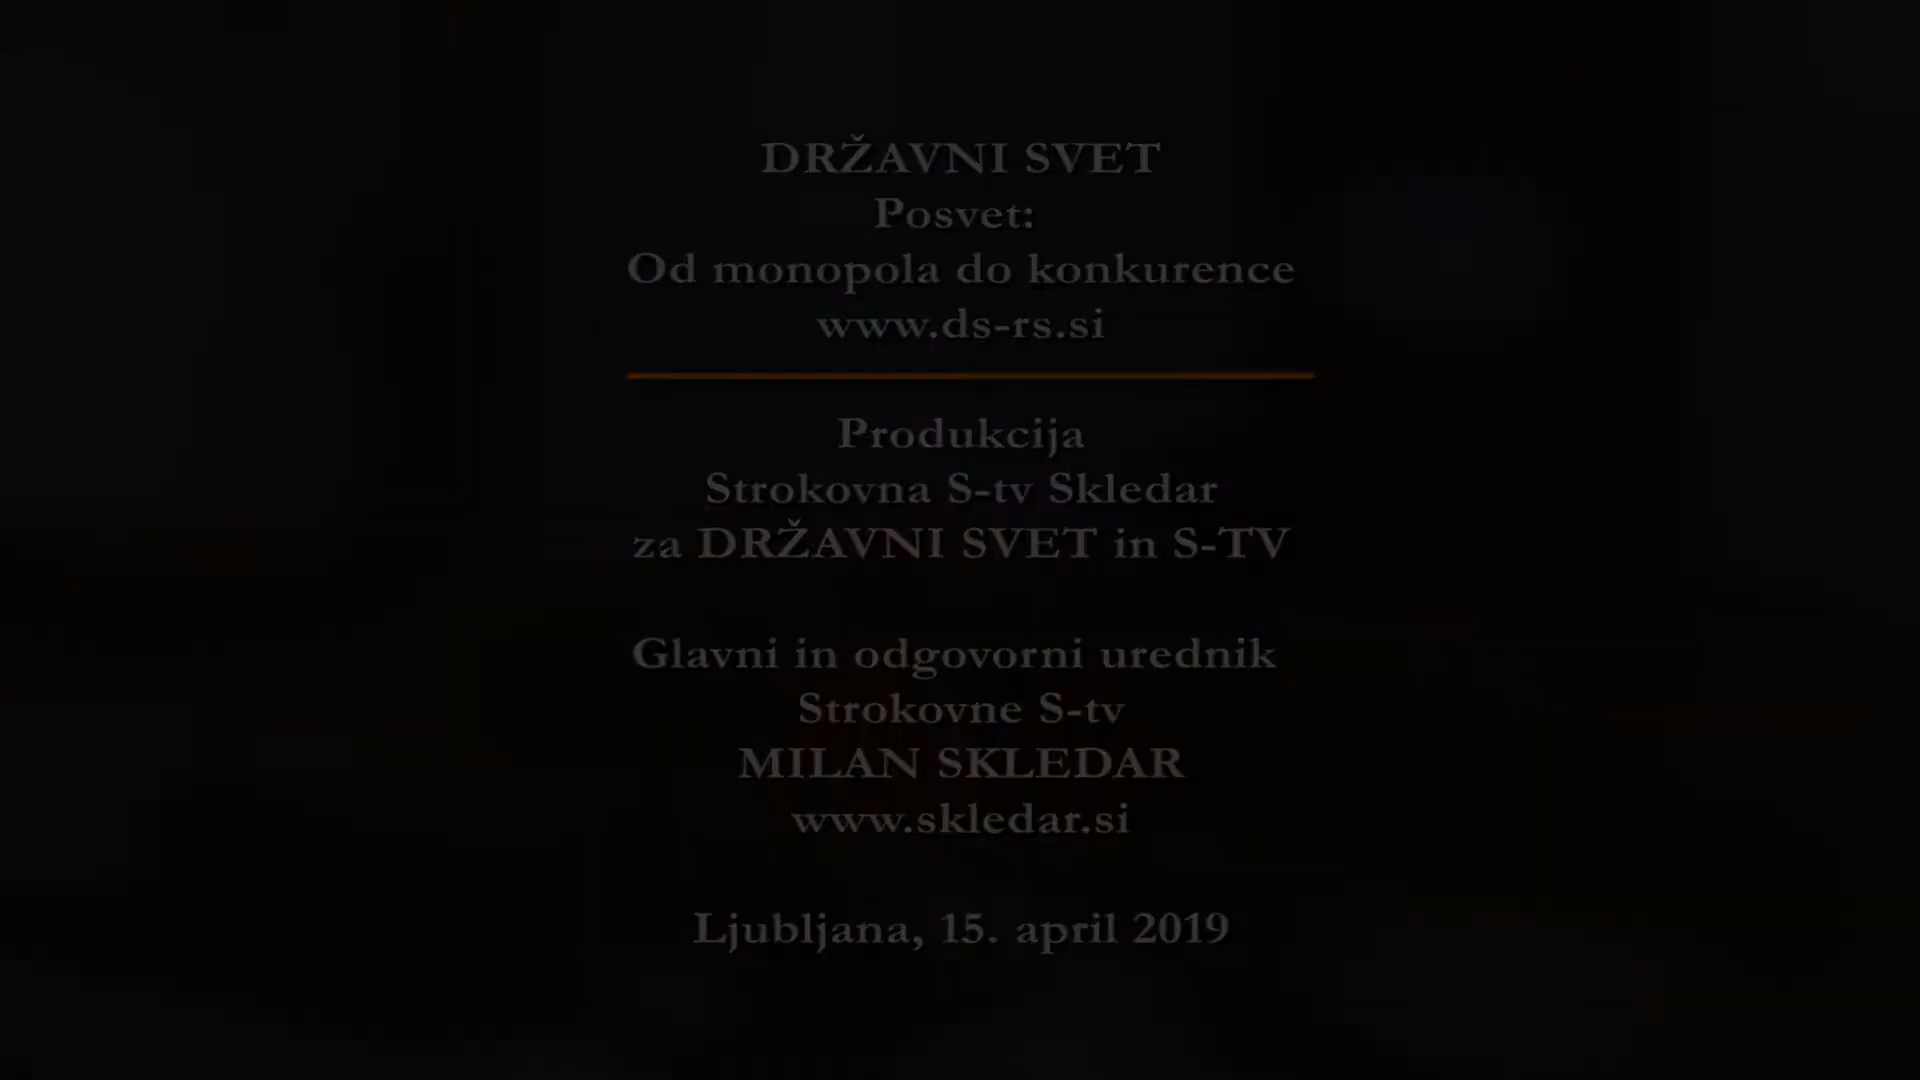 DRŽAVNI SVET
Posvet:
Od monopola do konkurence
www.ds-rs.si
Produkcija
Strokovna S-tv Skledar
za DRŽAVNI SVET in S-TV
Glavni in odgovorni urednik
Strokovne S-tv
MILAN SKLEDAR
www.skledar.si
Ljubljana, 15. april 2019